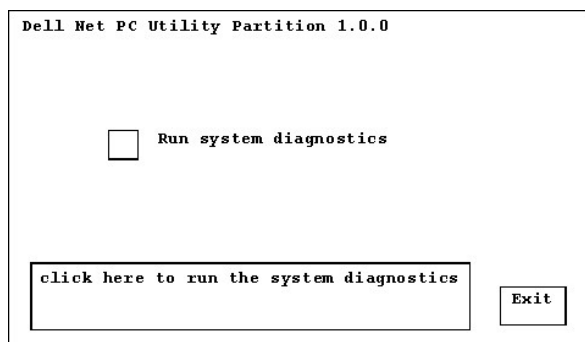 Dell Net PC Utility Partition 1.0.0
Run system diagnostics
click here to run the system diagnostics
Exit